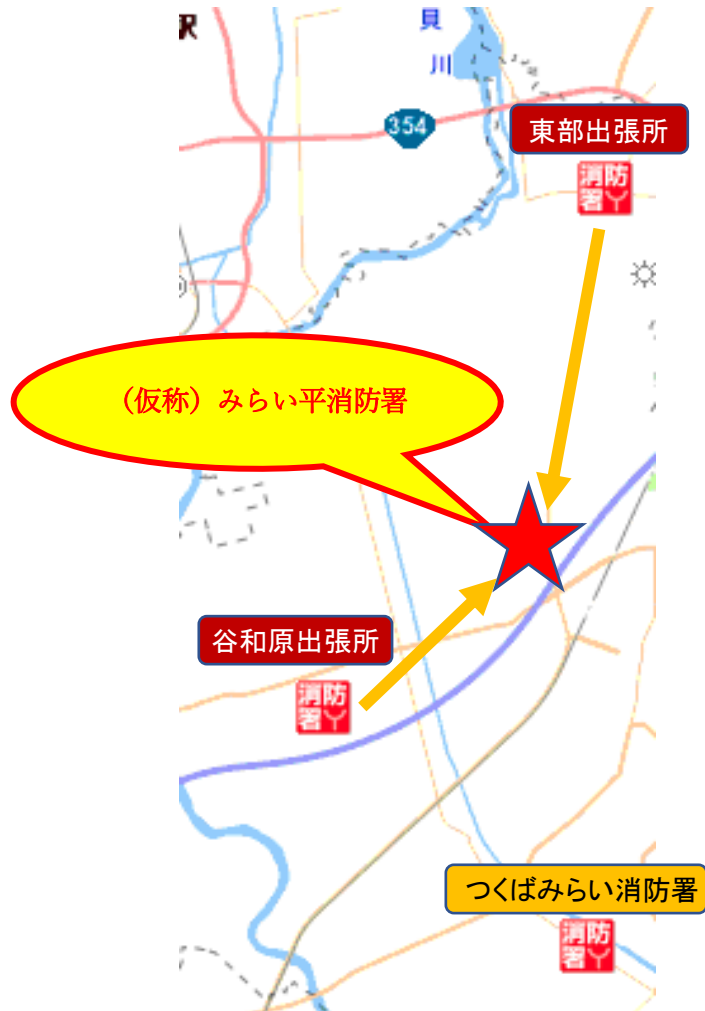 駅
見
川
354
東部出張所
消防
署
(仮称)みらい平消防署
谷和原出張所
消防
署
つくばみらい消防署
消防
署